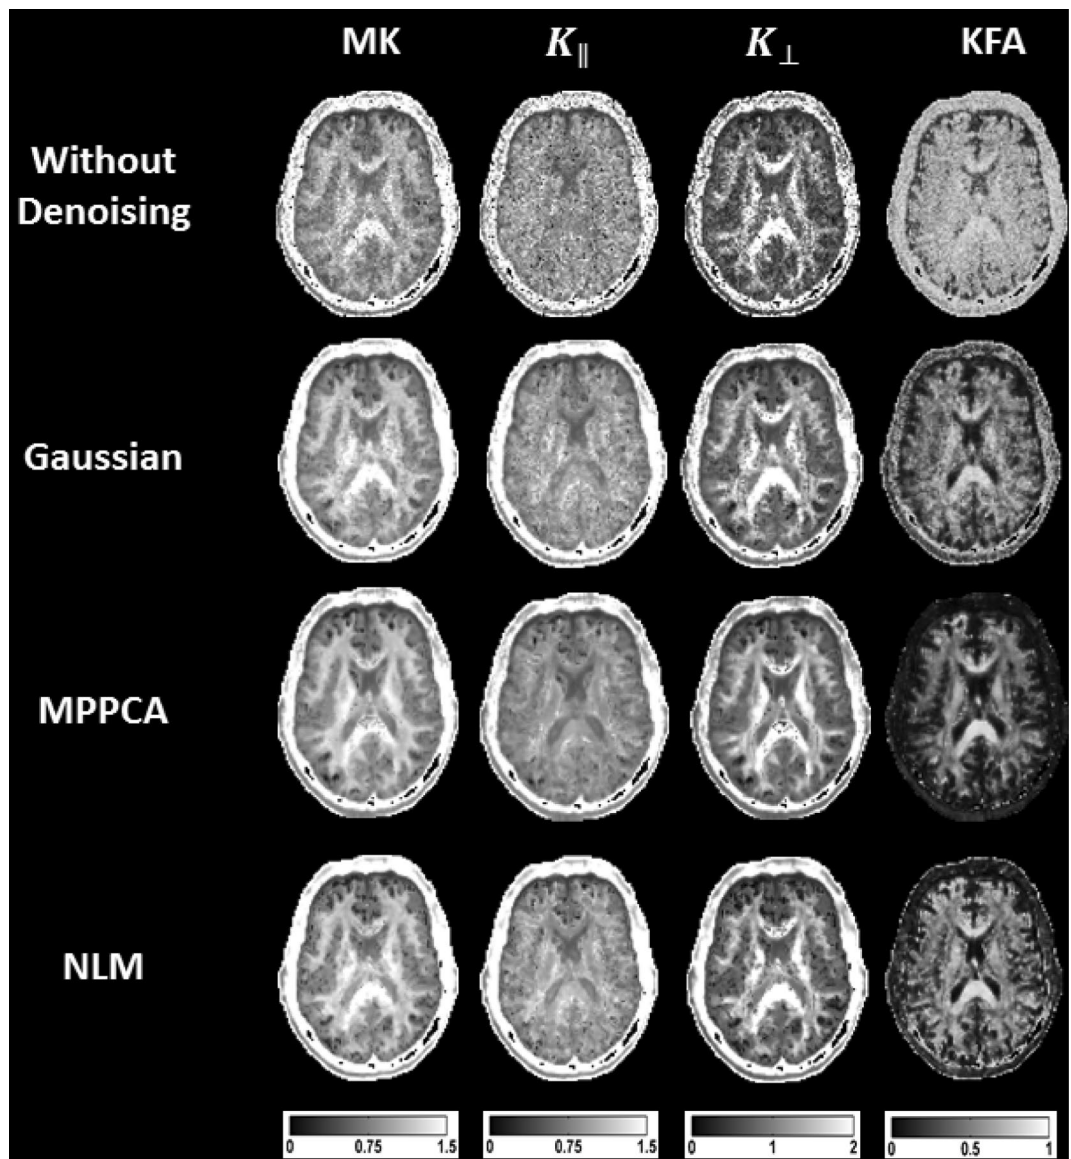 MK K∥ K⊥ KFA
Without
Denoising
Gaussian
MPPCA
NLM
0 0.75 1.5 0 0.75 1.5 0 1 2 0 0.5 1